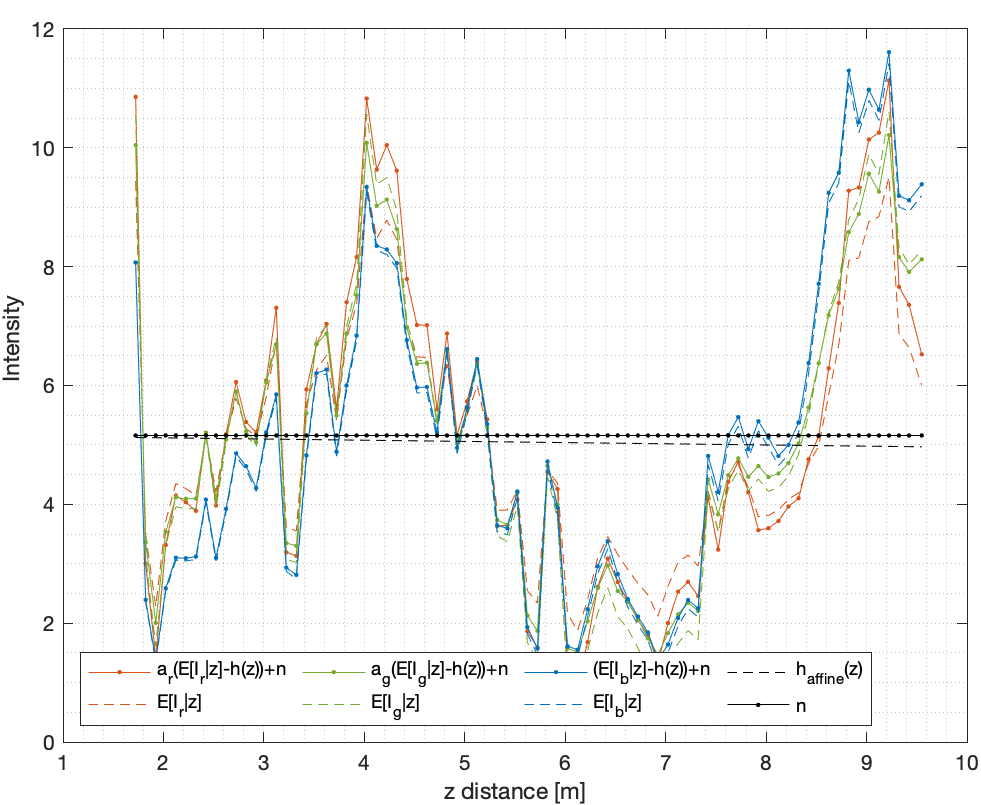 12
10
8
6
4
2
0
Intensity
a_r(E[I_r|z]-h(z))+n a_g(E[I_g|z]-h(z))+n (E[I_b|z]-h(z))+n h_affine(z)
E[I_r|z] E[I_g|z] E[I_b|z] n
1 2 3 4 5 6 7 8 9 10
z distance [m]